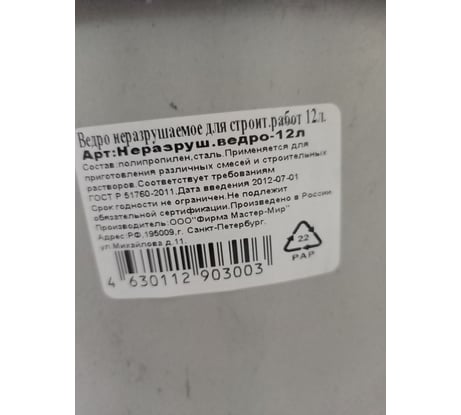 Ведро неразрушаемое для строит.работ 12л.
Арт:Неразруш.ведро-12л
Состав:полипропилен,сталь.Применяется для
приготовления различных смесей и строительных
растворов.Соответствует требованиям
ГОСТ Р 51760-2011.Дата введения 2012-07-01
Срок годности не ограничен.Не подлежит
обязательной сертификации.Произведено в России
Производитель:ООО"Фирма Мастер-Мир"
Адрес:РФ,195009,г. Санкт-Петербург,
ул.Михайлова д.11.
4 630112 903003
22
PAP